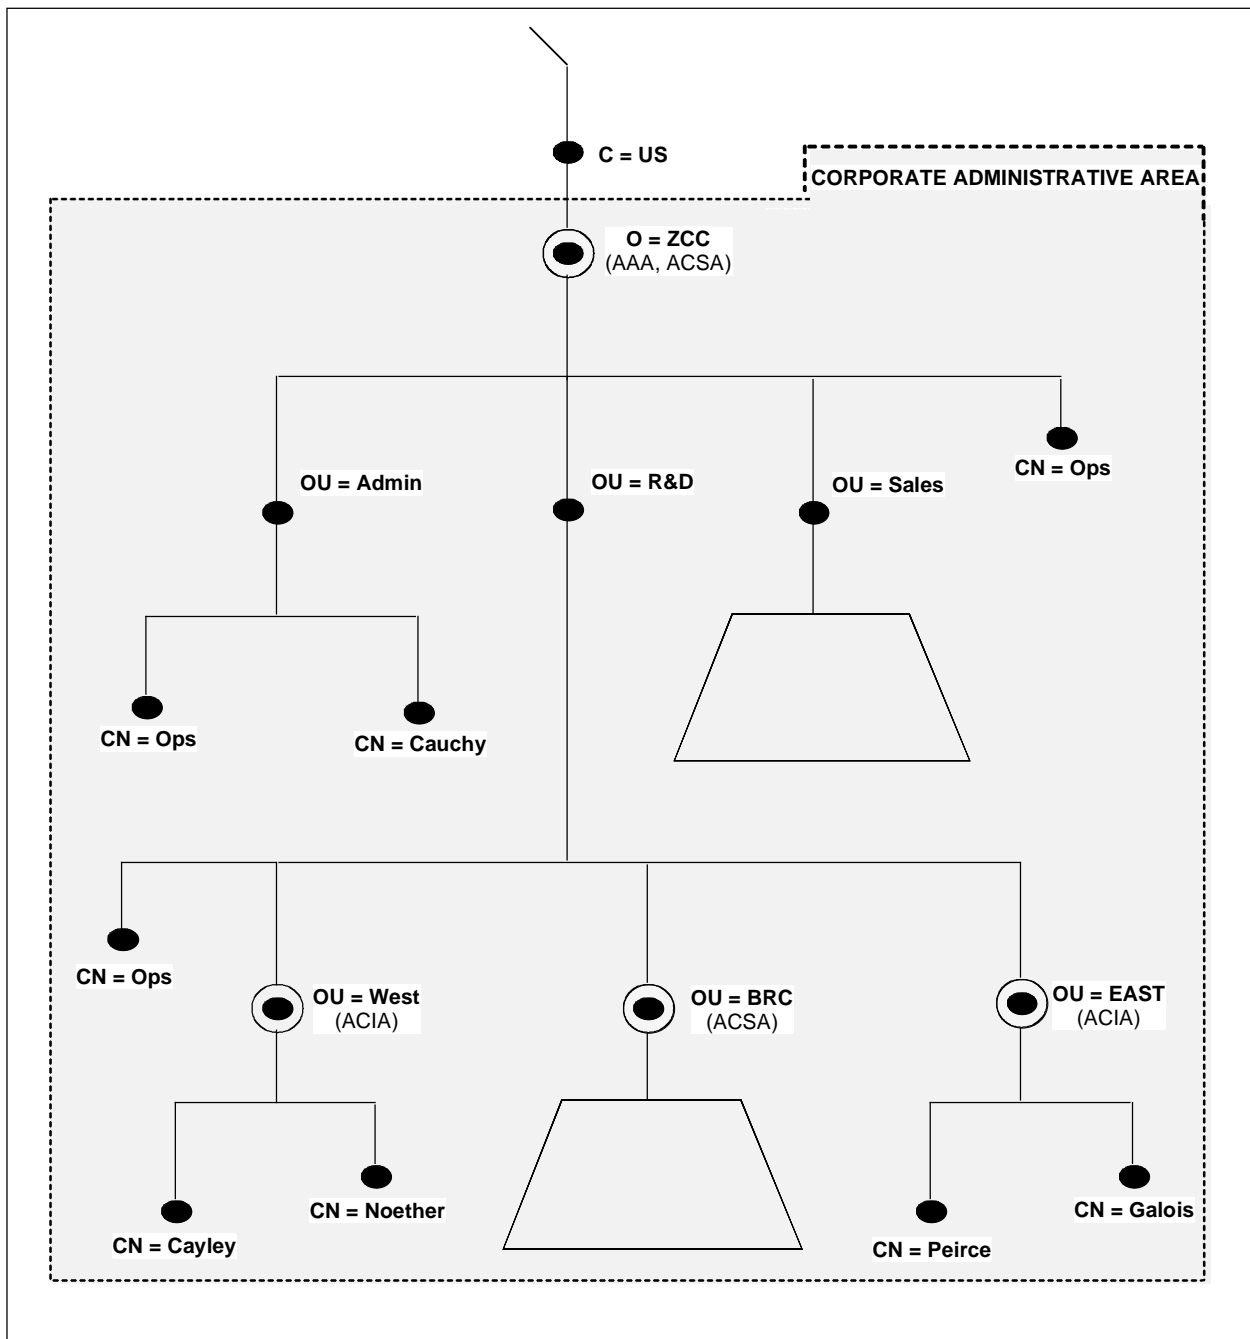 C = US
CORPORATE ADMINISTRATIVE AREA
O = ZCC
(AAA, ACSA)
CN = Ops
OU = Admin
OU = R&D
OU = Sales
CN = Ops
CN = Cauchy
CN = Ops
OU = West
(ACIA)
OU = BRC
(ACSA)
OU = EAST
(ACIA)
CN = Cayley
CN = Noether
CN = Peirce
CN = Galois